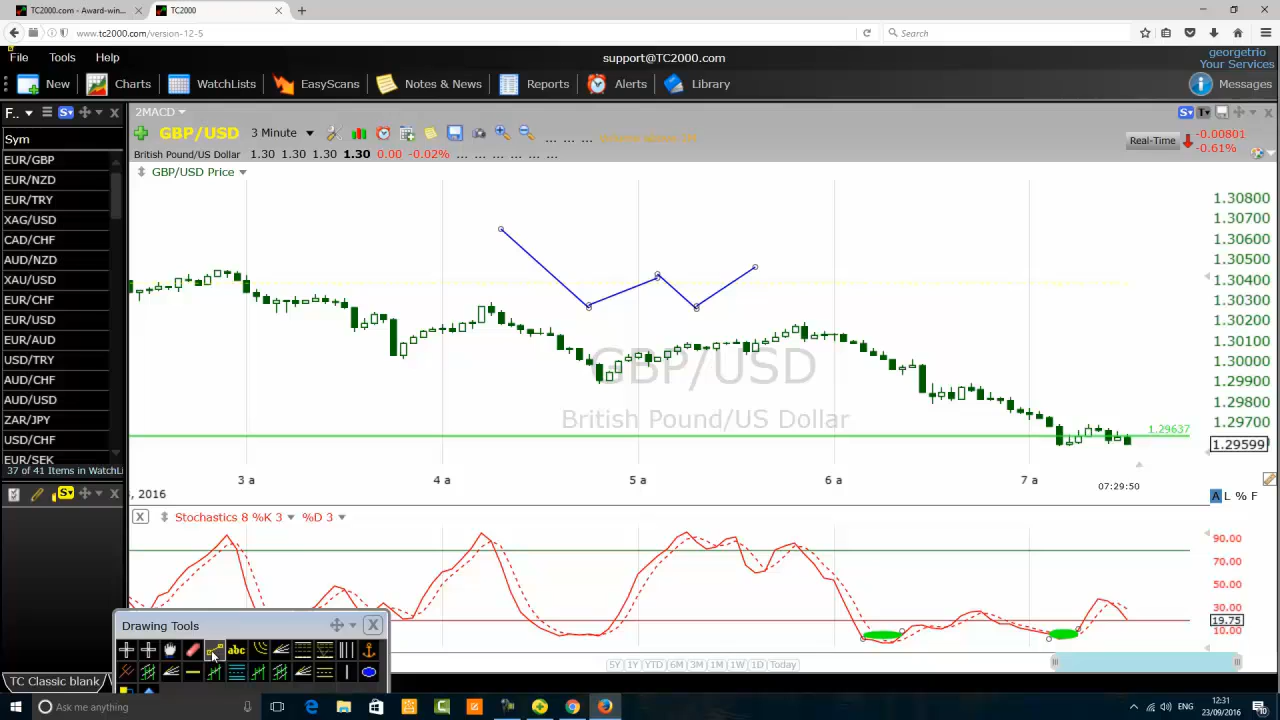 TC2000.com - Award-win...
TC2000
www.tc2000.com/version-12-5
Search
File Tools Help
support@TC2000.com
georgetrio
Your Services
New Charts WatchLists EasyScans Notes & News Reports Alerts Library
Messages
F..
S
Sym
EUR/GBP
EUR/NZD
EUR/TRY
XAG/USD
CAD/CHF
AUD/NZD
XAU/USD
EUR/CHF
EUR/USD
EUR/AUD
USD/TRY
AUD/CHF
AUD/USD
ZAR/JPY
USD/CHF
EUR/SEK
37 of 41 Items in WatchLi
S
TC Classic blank
2MACD
S T
GBP/USD 3 Minute
... ... ...
Real-Time
-0.00801
-0.61%
British Pound/US Dollar 1.30 1.30 1.30 1.30 0.00 -0.02% ... ... ... ... ... ...
GBP/USD Price
1.30800
1.30700
1.30600
1.30500
1.30400
1.30300
1.30200
1.30100
1.30000
1.29900
1.29800
1.29700
GBP/USD
British Pound/US Dollar
1.29637
1.29599
, 2016
3 a 4 a 5 a 6 a 7 a
07:29:50
A L % F
X
Stochastics 8 %K 3 %D 3
90.00
70.00
50.00
30.00
19.75
10.00
Drawing Tools
abc
5Y 1Y YTD 6M 3M 1M 1W 1D Today
Ask me anything
12:31
23/09/2016
10